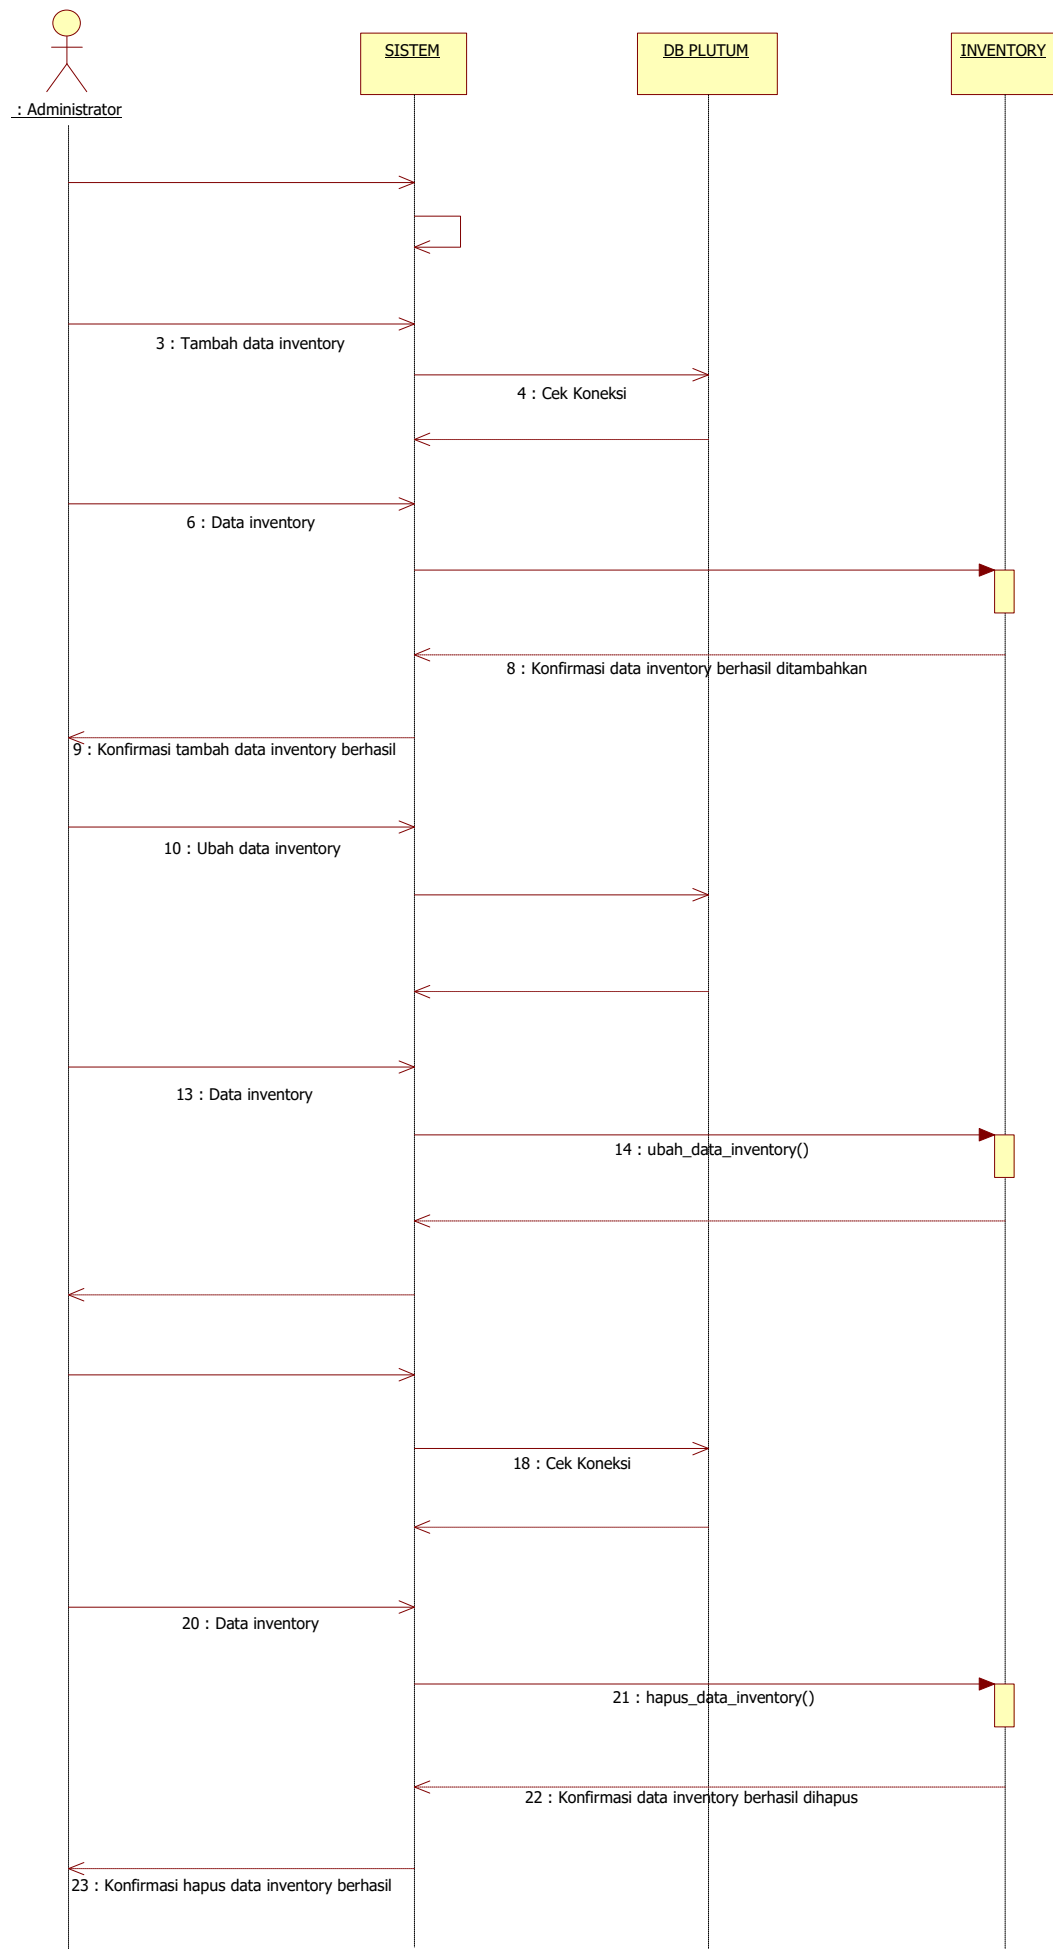 SISTEM
DB PLUTUM
INVENTORY
: Administrator
3 : Tambah data inventory
4 : Cek Koneksi
6 : Data inventory
8 : Konfirmasi data inventory berhasil ditambahkan
9 : Konfirmasi tambah data inventory berhasil
10 : Ubah data inventory
13 : Data inventory
14 : ubah_data_inventory()
18 : Cek Koneksi
20 : Data inventory
21 : hapus_data_inventory()
22 : Konfirmasi data inventory berhasil dihapus
23 : Konfirmasi hapus data inventory berhasil